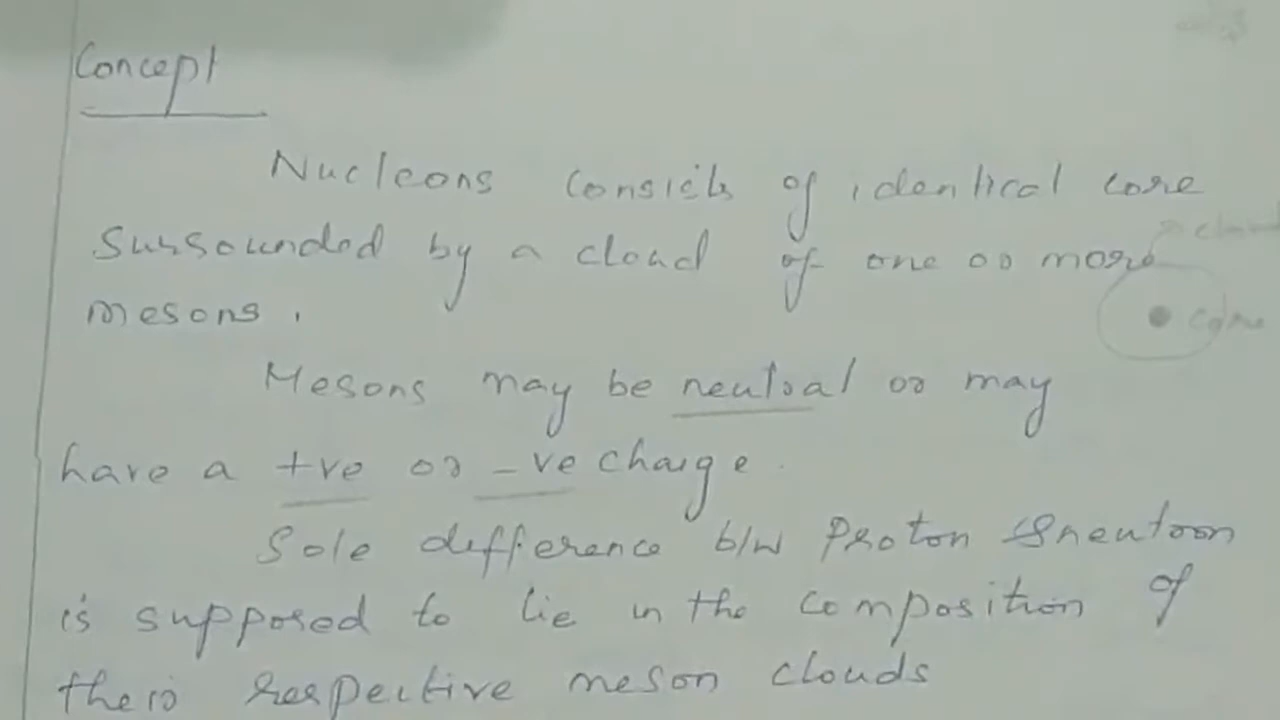 Concept
Nucleons consists of identical core
surrounded by a cloud of one or more
mesons.
cloud
core
Mesons may be neutral or may
have a +ve or -ve charge.
Sole difference b/w Proton & neutron
is supposed to lie in the composition of
their respective meson clouds